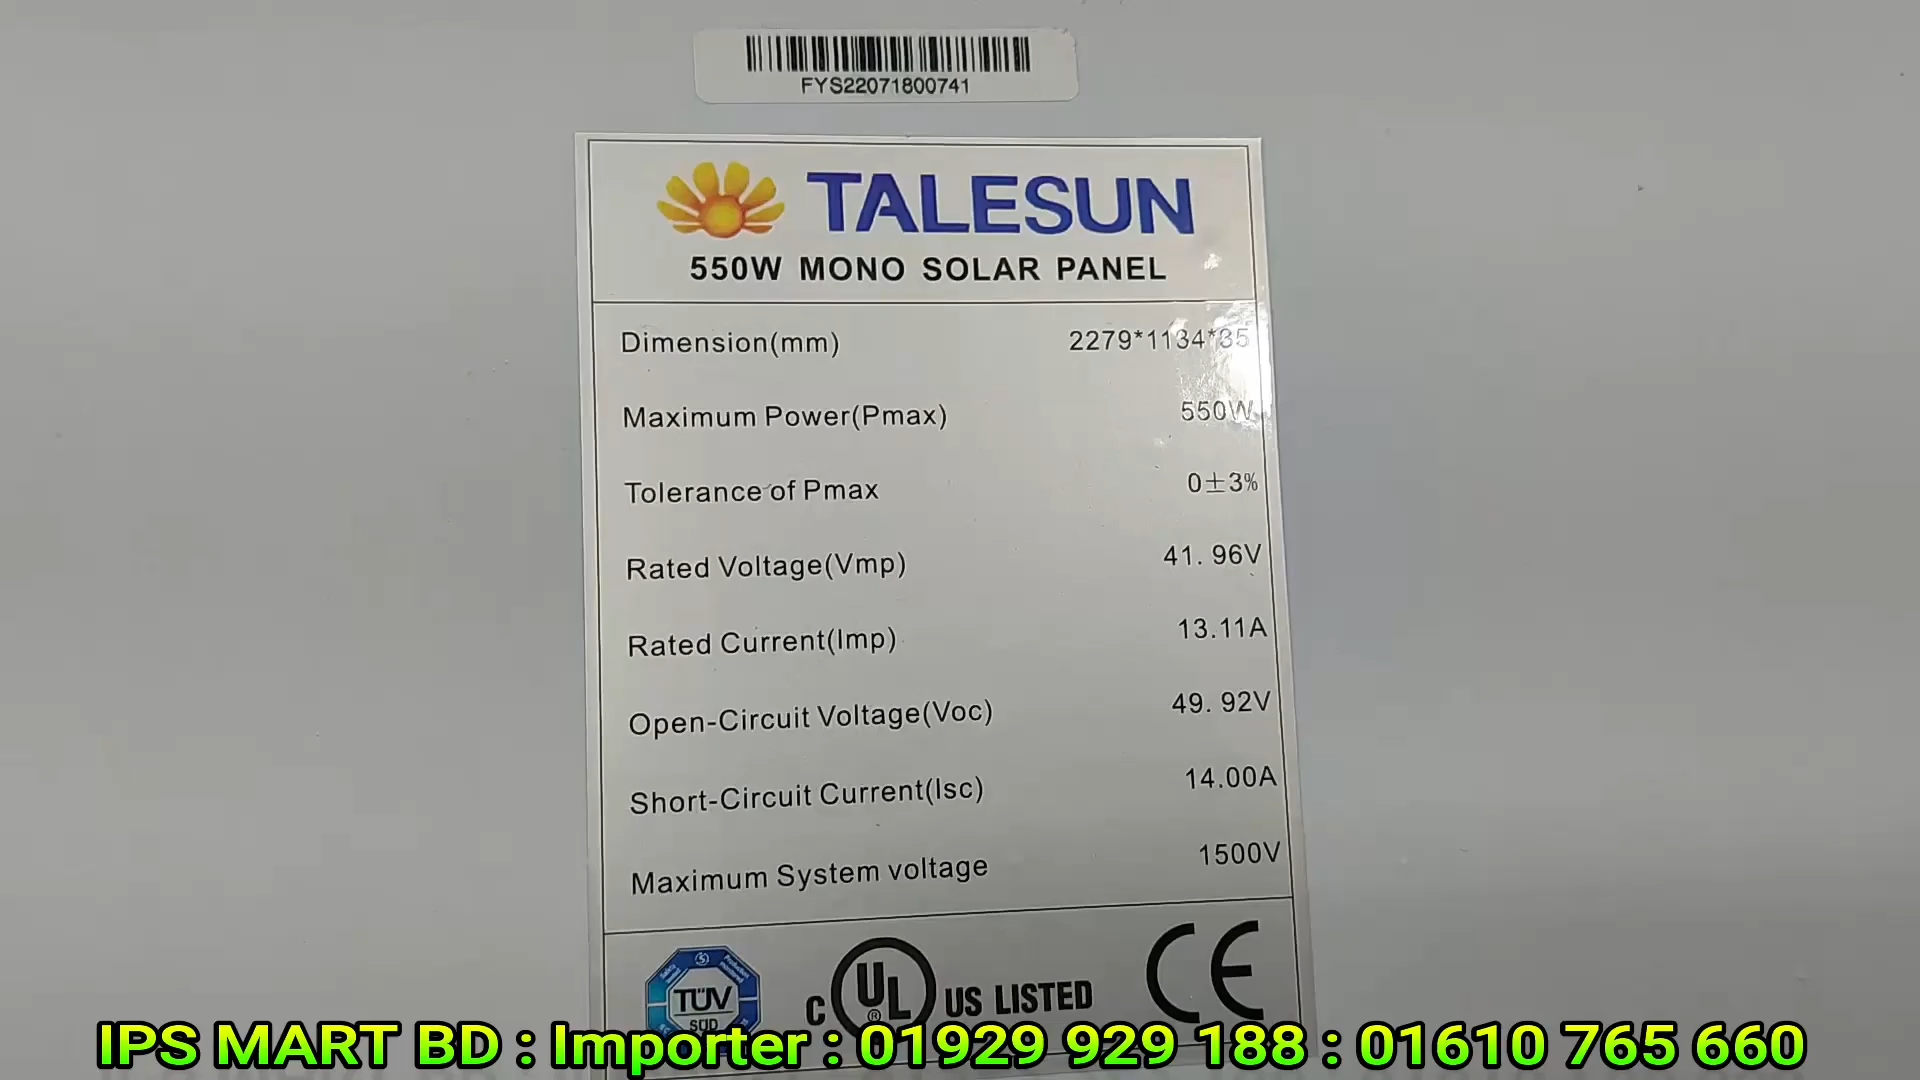 FYS22071800741
TALESUN
550W MONO SOLAR PANEL
Dimension(mm) 2279*1134*35
Maximum Power(Pmax) 550W
Tolerance of Pmax 0±3%
Rated Voltage(Vmp) 41.96V
Rated Current(Imp) 13.11A
Open-Circuit Voltage(Voc) 49.92V
Short-Circuit Current(Isc) 14.00A
Maximum System voltage 1500V
TÜV
SÜD
C UL ® US LISTED CE
IPS MART BD : Importer : 01929 929 188 : 01610 765 660